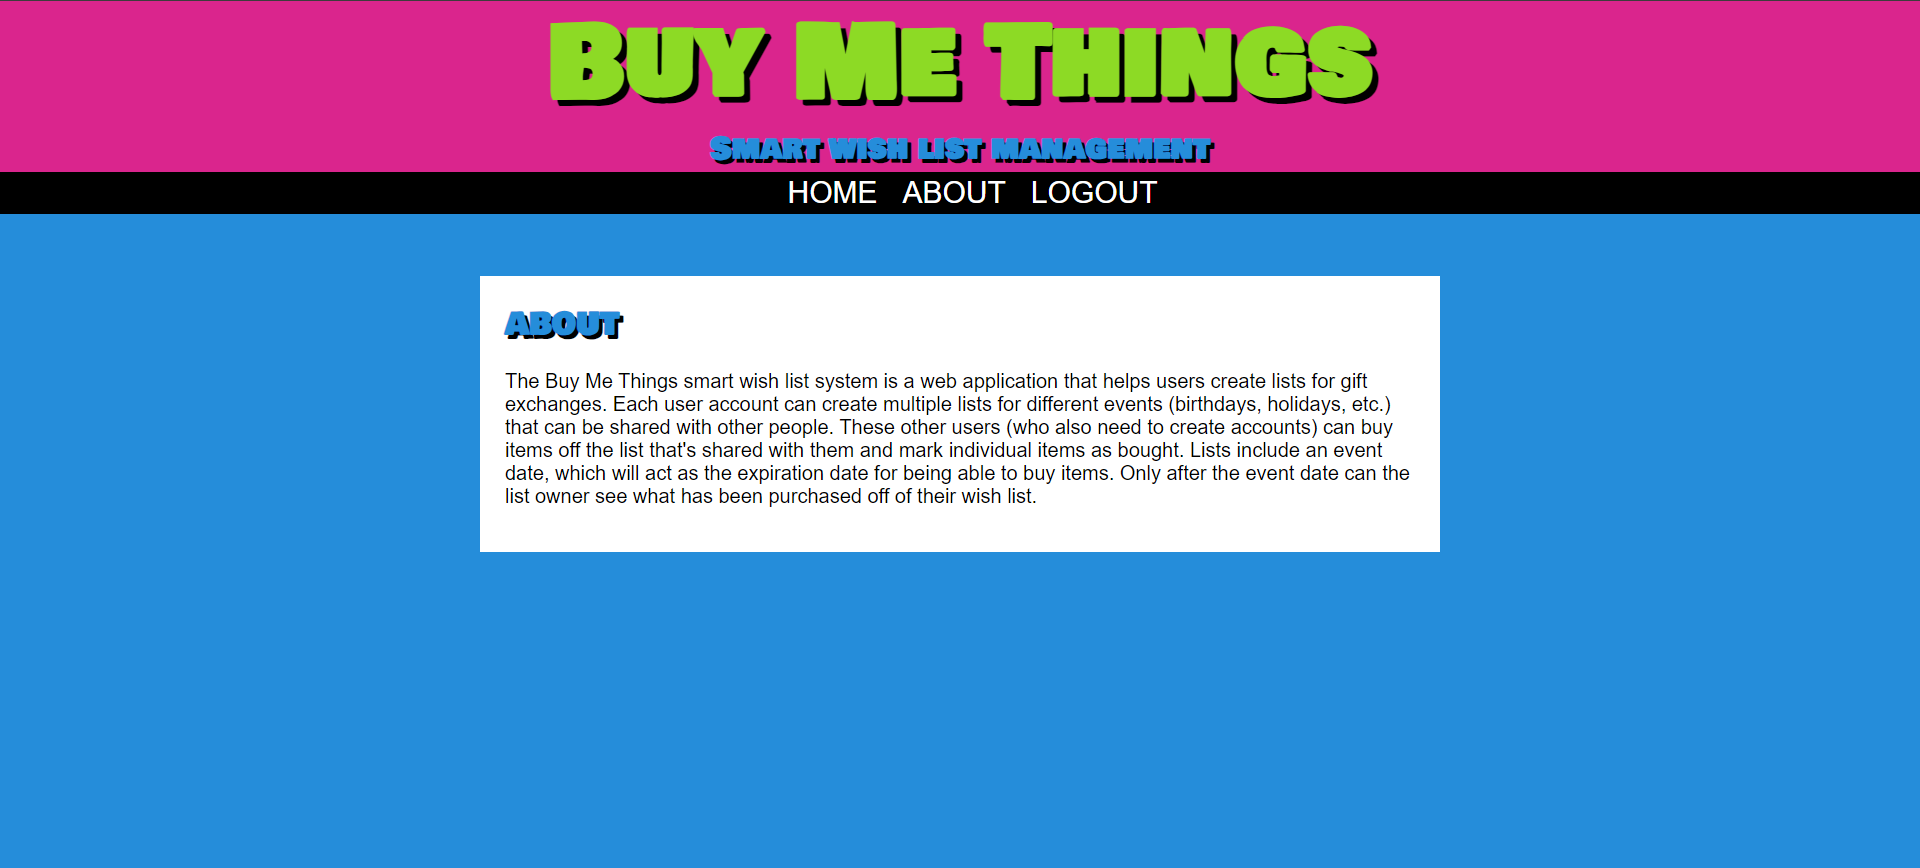 Buy Me Things
Smart wish list management
HOME ABOUT LOGOUT
ABOUT
The Buy Me Things smart wish list system is a web application that helps users create lists for gift
exchanges. Each user account can create multiple lists for different events (birthdays, holidays, etc.)
that can be shared with other people. These other users (who also need to create accounts) can buy
items off the list that's shared with them and mark individual items as bought. Lists include an event
date, which will act as the expiration date for being able to buy items. Only after the event date can the
list owner see what has been purchased off of their wish list.